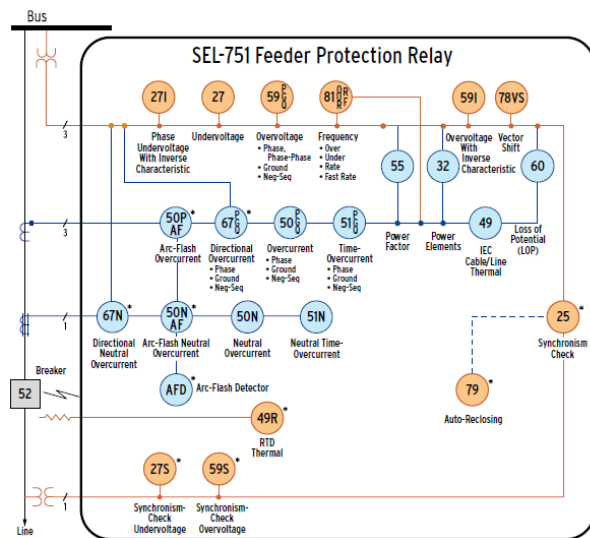 Bus
SEL-751 Feeder Protection Relay
27I
27
59 P G Q
81 O U R RF
59I
78VS
3
Phase
Undervoltage
With Inverse
Characteristic
Undervoltage
Overvoltage
• Phase,
Phase-Phase
• Ground
• Neg-Seq
Frequency
• Over
• Under
• Rate
• Fast Rate
Overvoltage
With Inverse
Characteristic
Vector
Shift
55
32
60
50P
AF
*
67 P G Q
*
50 P G Q
51 P G Q
49
3
Arc-Flash
Overcurrent
Directional
Overcurrent
• Phase
• Ground
• Neg-Seq
Overcurrent
• Phase
• Ground
• Neg-Seq
Time-
Overcurrent
• Phase
• Ground
• Neg-Seq
Power
Factor
Power
Elements
IEC
Cable/Line
Thermal
Loss of
Potential (LOP)
67N
*
50N
AF
*
50N
51N
25
*
1
Directional
Neutral
Overcurrent
Arc-Flash Neutral
Overcurrent
Neutral
Overcurrent
Neutral Time-
Overcurrent
Synchronism
Check
Breaker
52
AFD
*
Arc-Flash Detector
79
*
Auto-Reclosing
49R
*
RTD
Thermal
27S
*
59S
*
1
Synchronism-
Check
Undervoltage
Synchronism-
Check
Overvoltage
Line